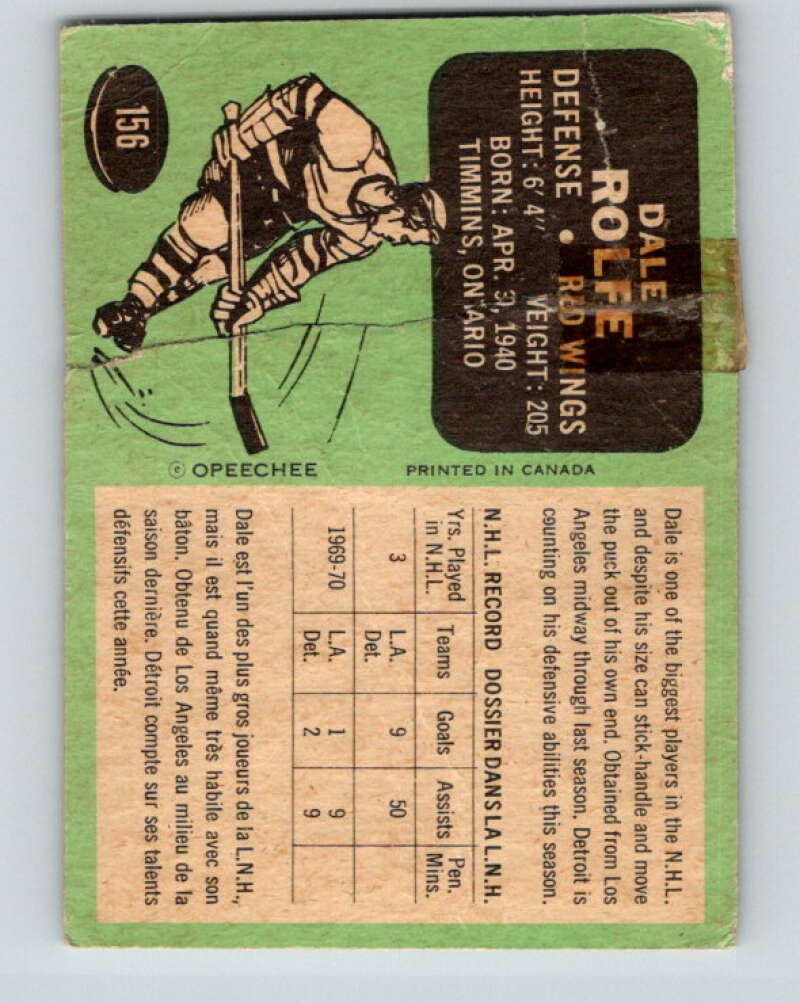 156
DALE
ROLFE
DEFENSE • RED WINGS
HEIGHT: 6' 4" WEIGHT: 205
BORN: APR. 1940
TIMMINS, ONTARIO
© OPEECHEE
PRINTED IN CANADA
Dale is one of the biggest players in the N.H.L.
and despite his size can stick-handle and move
the puck out of his own end. Obtained from Los
Angeles midway through last season, Detroit is
counting on his defensive abilities this season.
N.H.L. RECORD DOSSIER DANS LA L.N.H.
Yrs. Played in N.H.L. Teams Goals Assists Pen. Mins.
3 L.A. 9 50
Det.
1969-70 L.A. 1 9
Det. 2 9
Dale est l'un des plus gros joueurs de la L.N.H.,
mais il est quand même très habile avec son
bâton. Obtenu de Los Angeles au milieu de la
saison dernière. Détroit compte sur ses talents
défensifs cette année.